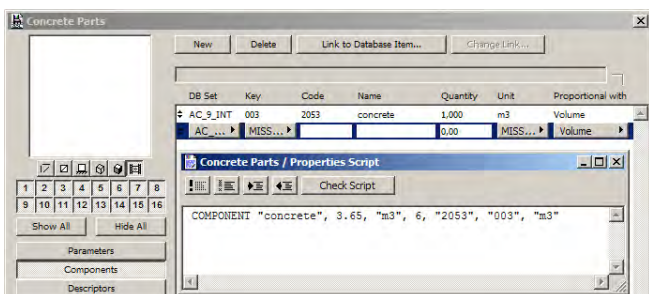 Concrete Parts
New Delete Link to Database Item... Change Link...
DB Set Key Code Name Quantity Unit Proportional with
AC_9_INT 003 2053 concrete 1,000 m3 Volume
AC_... MISS... 0,00 MISS... Volume
Concrete Parts / Properties Script
Check Script
COMPONENT "concrete", 3.65, "m3", 6, "2053", "003", "m3"
1 2 3 4 5 6 7 8
9 10 11 12 13 14 15 16
Show All Hide All
Parameters
Components
Descriptors